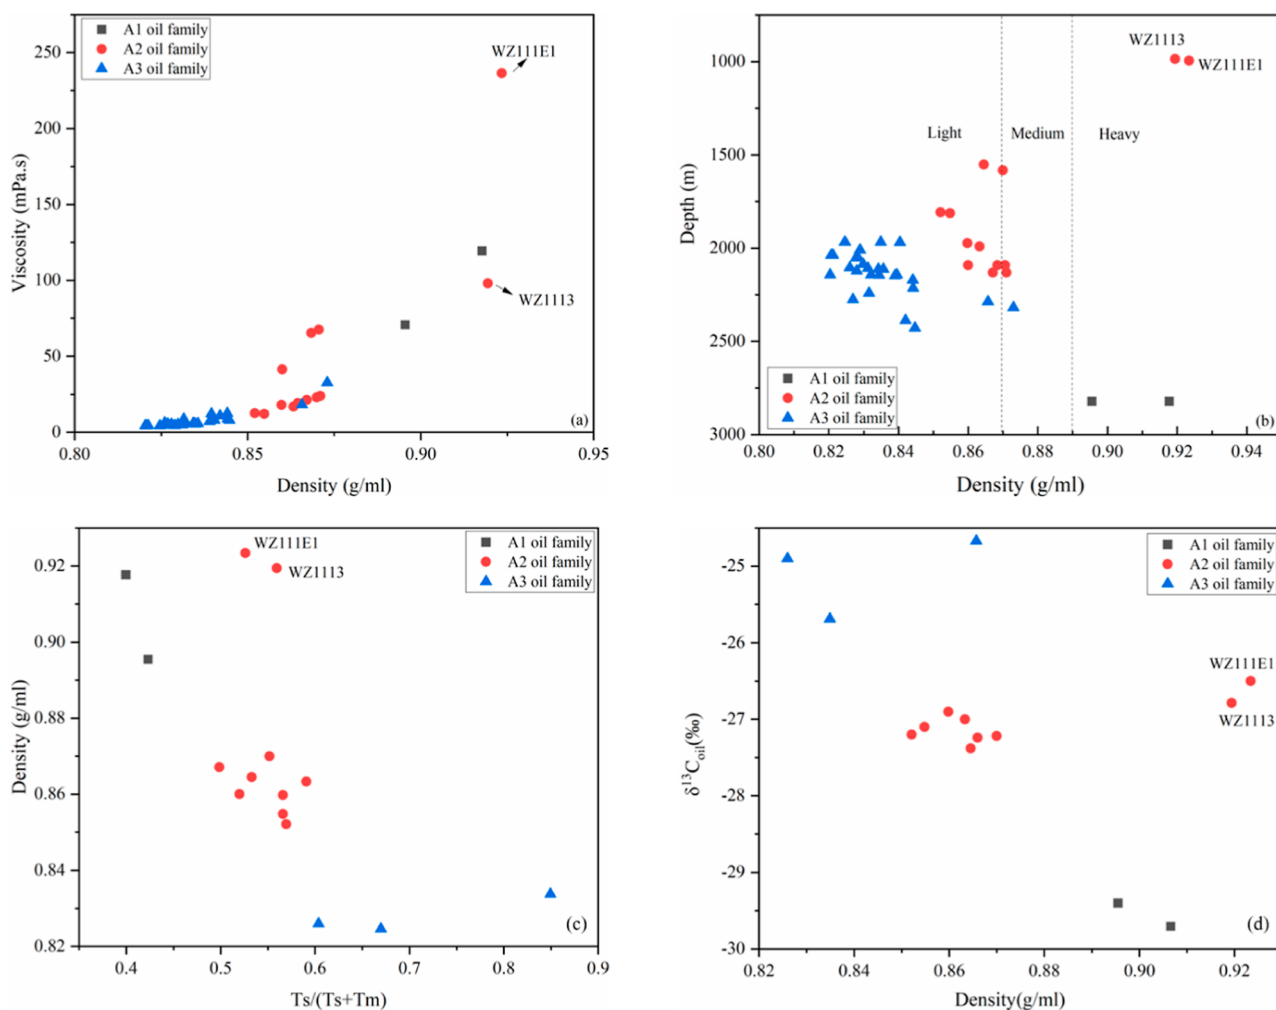 A1 oil family
A2 oil family
A3 oil family
WZ111E1
WZ1113
250
200
150
100
50
0
Viscosity (mPa.s)
0.80
0.85
0.90
0.95
Density (g/ml)
(a)
WZ1113
WZ111E1
Light
Medium
Heavy
1000
1500
2000
2500
3000
Depth (m)
A1 oil family
A2 oil family
A3 oil family
(b)
0.80
0.82
0.84
0.86
0.88
0.90
0.92
0.94
Density (g/ml)
WZ111E1
WZ1113
A1 oil family
A2 oil family
A3 oil family
0.92
0.90
0.88
0.86
0.84
0.82
Density (g/ml)
(c)
0.4
0.5
0.6
0.7
0.8
0.9
Ts/(Ts+Tm)
A1 oil family
A2 oil family
A3 oil family
WZ111E1
WZ1113
-25
-26
-27
-28
-29
-30
δ¹³C_oil(‰)
(d)
0.82
0.84
0.86
0.88
0.90
0.92
Density(g/ml)